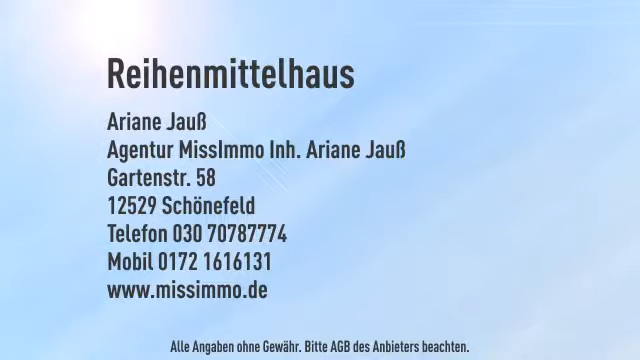 Reihenmittelhaus
Ariane Jauß
Agentur MissImmo Inh. Ariane Jauß
Gartenstr. 58
12529 Schönefeld
Telefon 030 70787774
Mobil 0172 1616131
www.missimmo.de
Alle Angaben ohne Gewähr. Bitte AGB des Anbieters beachten.